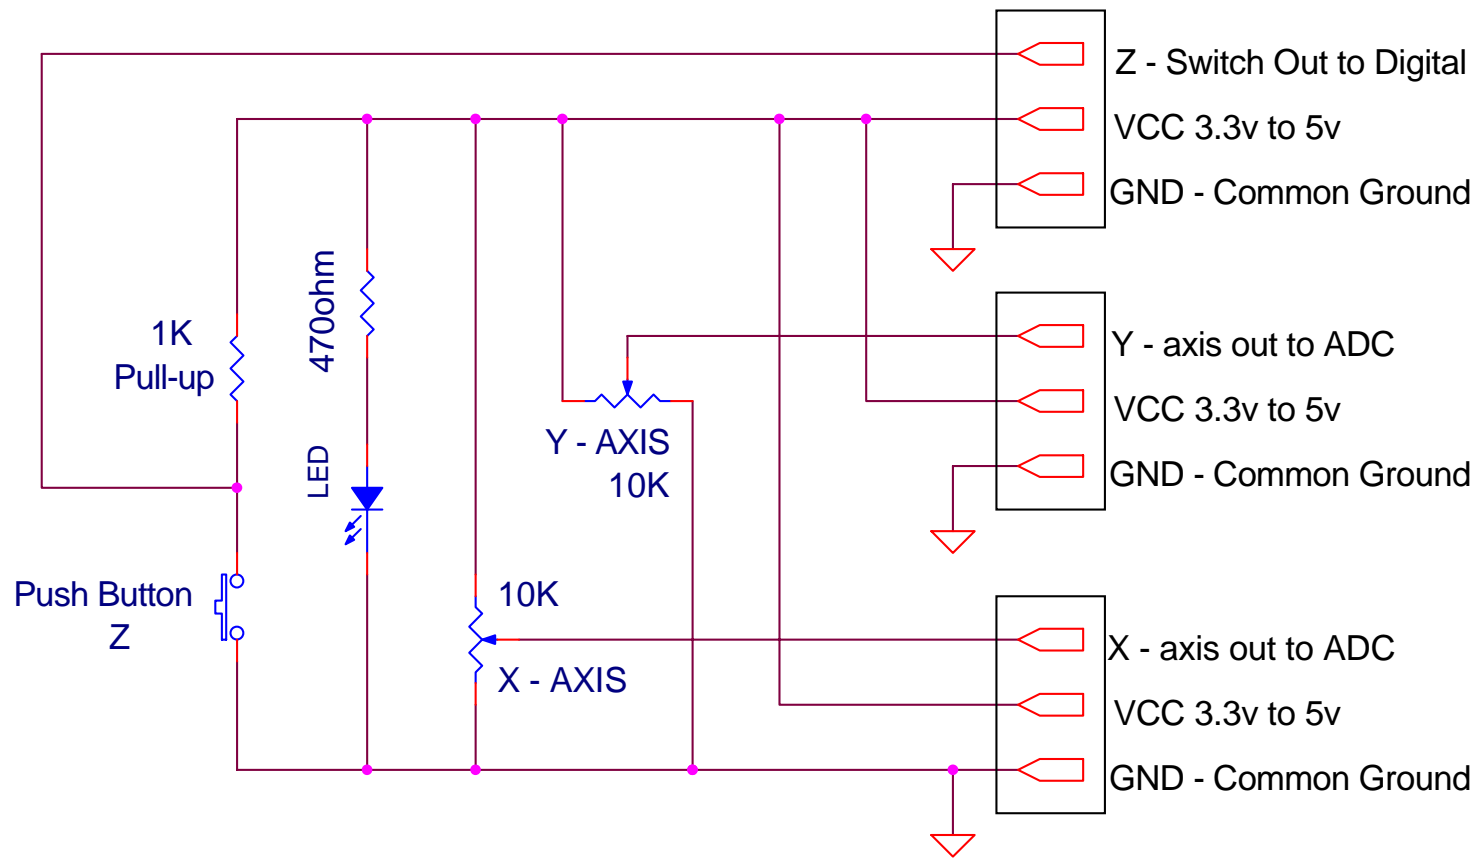 Z - Switch Out to Digital
VCC 3.3v to 5v
GND - Common Ground
470ohm
1K
Pull-up
Y - axis out to ADC
VCC 3.3v to 5v
GND - Common Ground
Y - AXIS
10K
LED
Push Button
Z
10K
X - AXIS
X - axis out to ADC
VCC 3.3v to 5v
GND - Common Ground